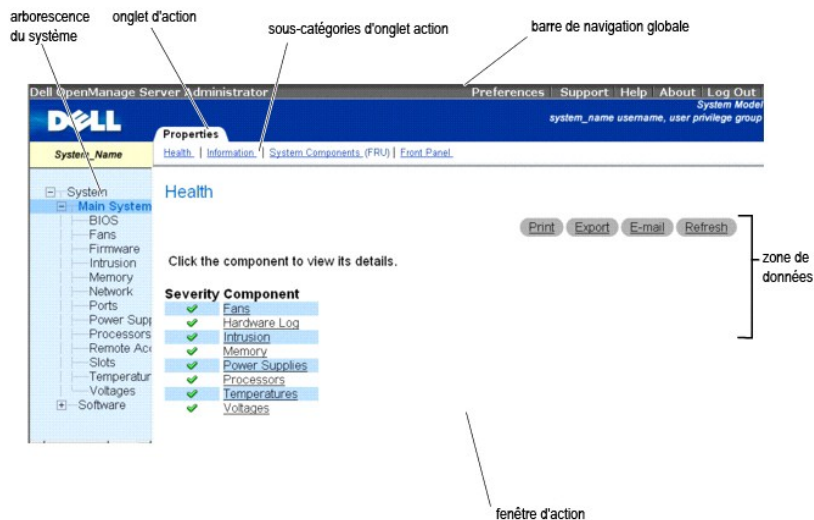 arborescence
du système
onglet d'action
sous-catégories d'onglet action
barre de navigation globale
Dell OpenManage Server Administrator
Preferences | Support | Help | About | Log Out
System Model
system_name username, user privilege group
DELL
Properties
System_Name
Health | Information | System Components (FRU) | Front Panel
System
Main System
BIOS
Fans
Firmware
Intrusion
Memory
Network
Ports
Power Supp
Processors
Remote Acc
Slots
Temperatur
Voltages
Software
Health
Print
Export
E-mail
Refresh
zone de
données
Click the component to view its details.
Severity Component
Fans
Hardware Log
Intrusion
Memory
Power Supplies
Processors
Temperatures
Voltages
fenêtre d'action